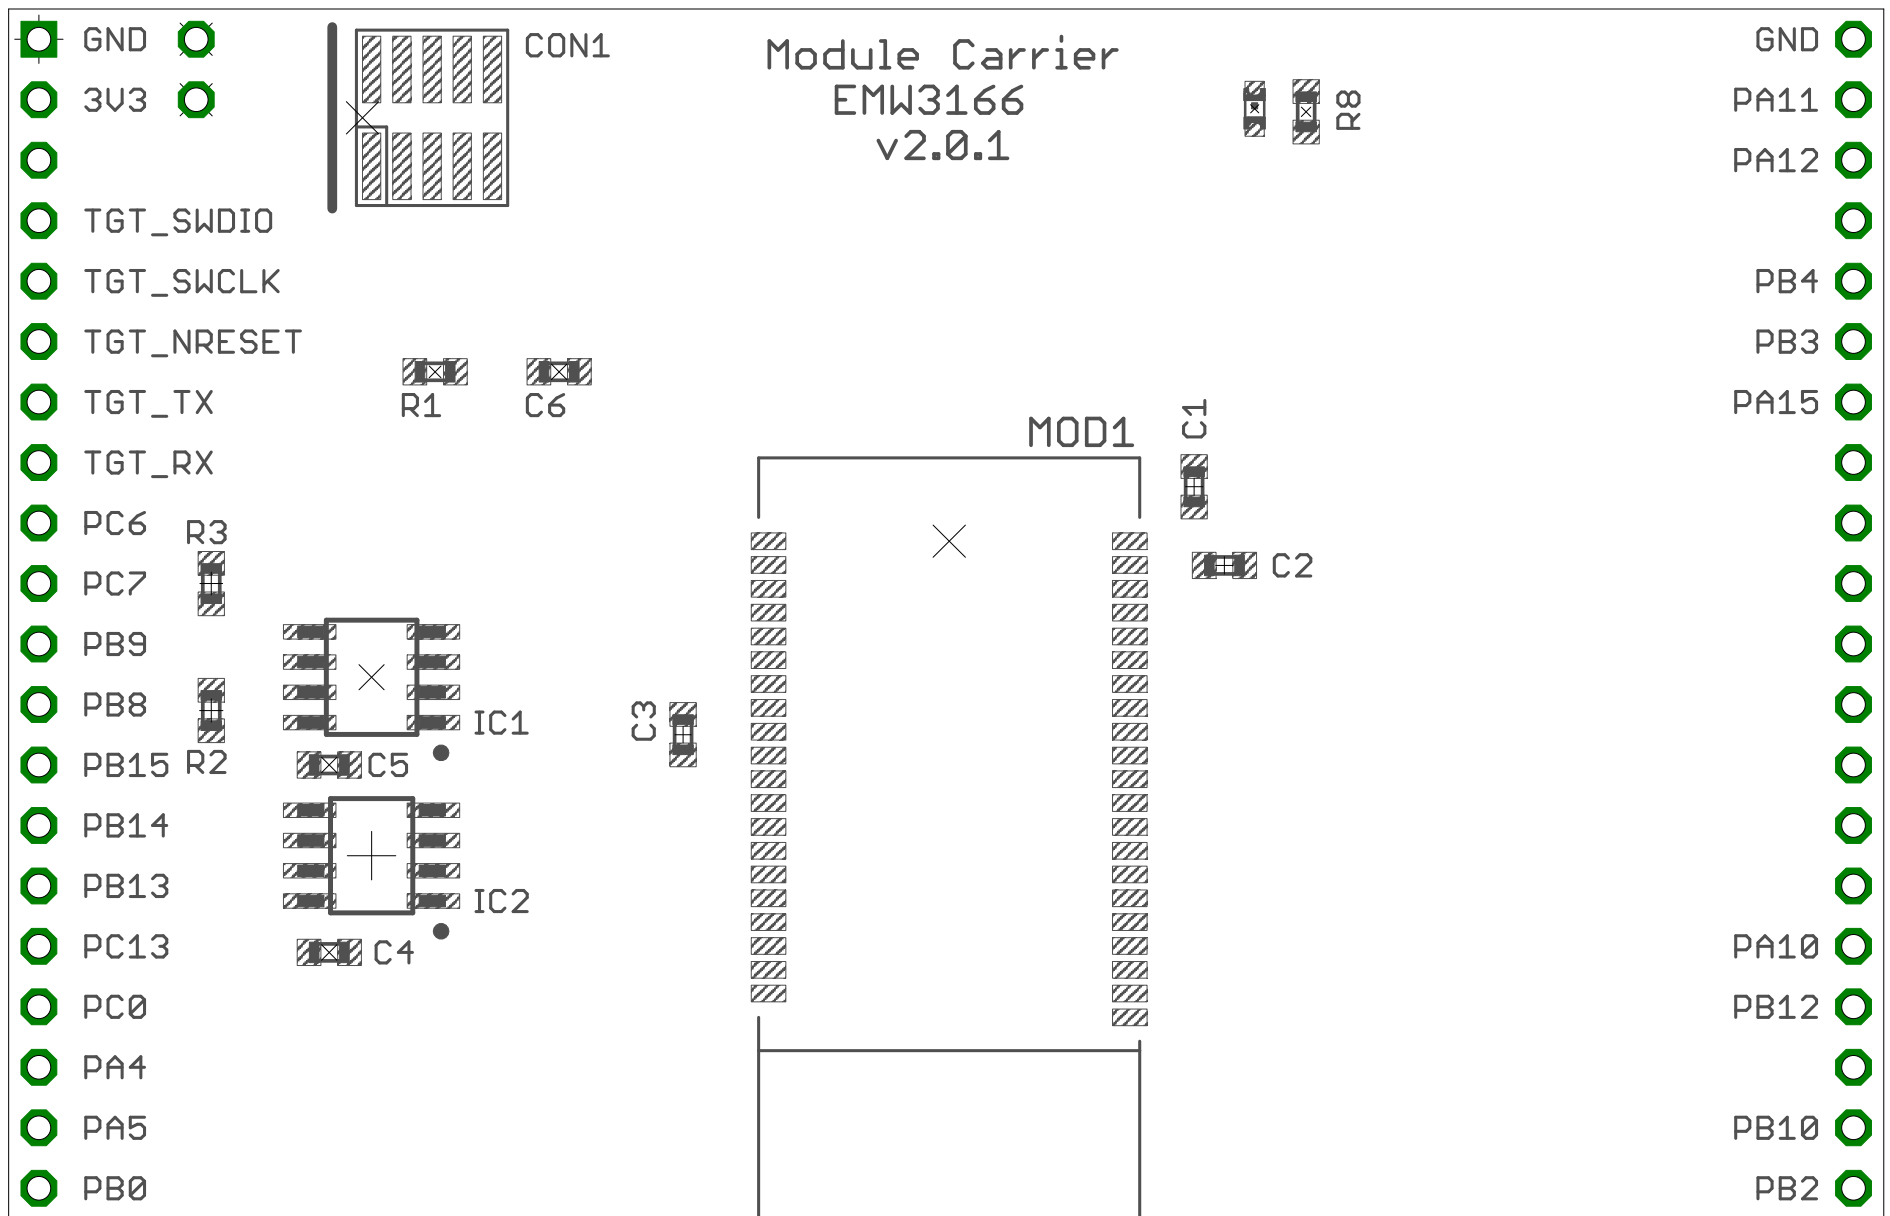 GND
CON1
Module Carrier
GND
3V3
EMW3166
R8
PA11
v2.0.1
PA12
TGT_SWDIO
TGT_SWCLK
PB4
TGT_NRESET
PB3
TGT_TX
R1
C6
MOD1
C1
PA15
TGT_RX
PC6
R3
C2
PC7
PB9
PB8
IC1
C3
PB15
R2
C5
PB14
PB13
IC2
PC13
C4
PA10
PC0
PB12
PA4
PA5
PB10
PB0
PB2